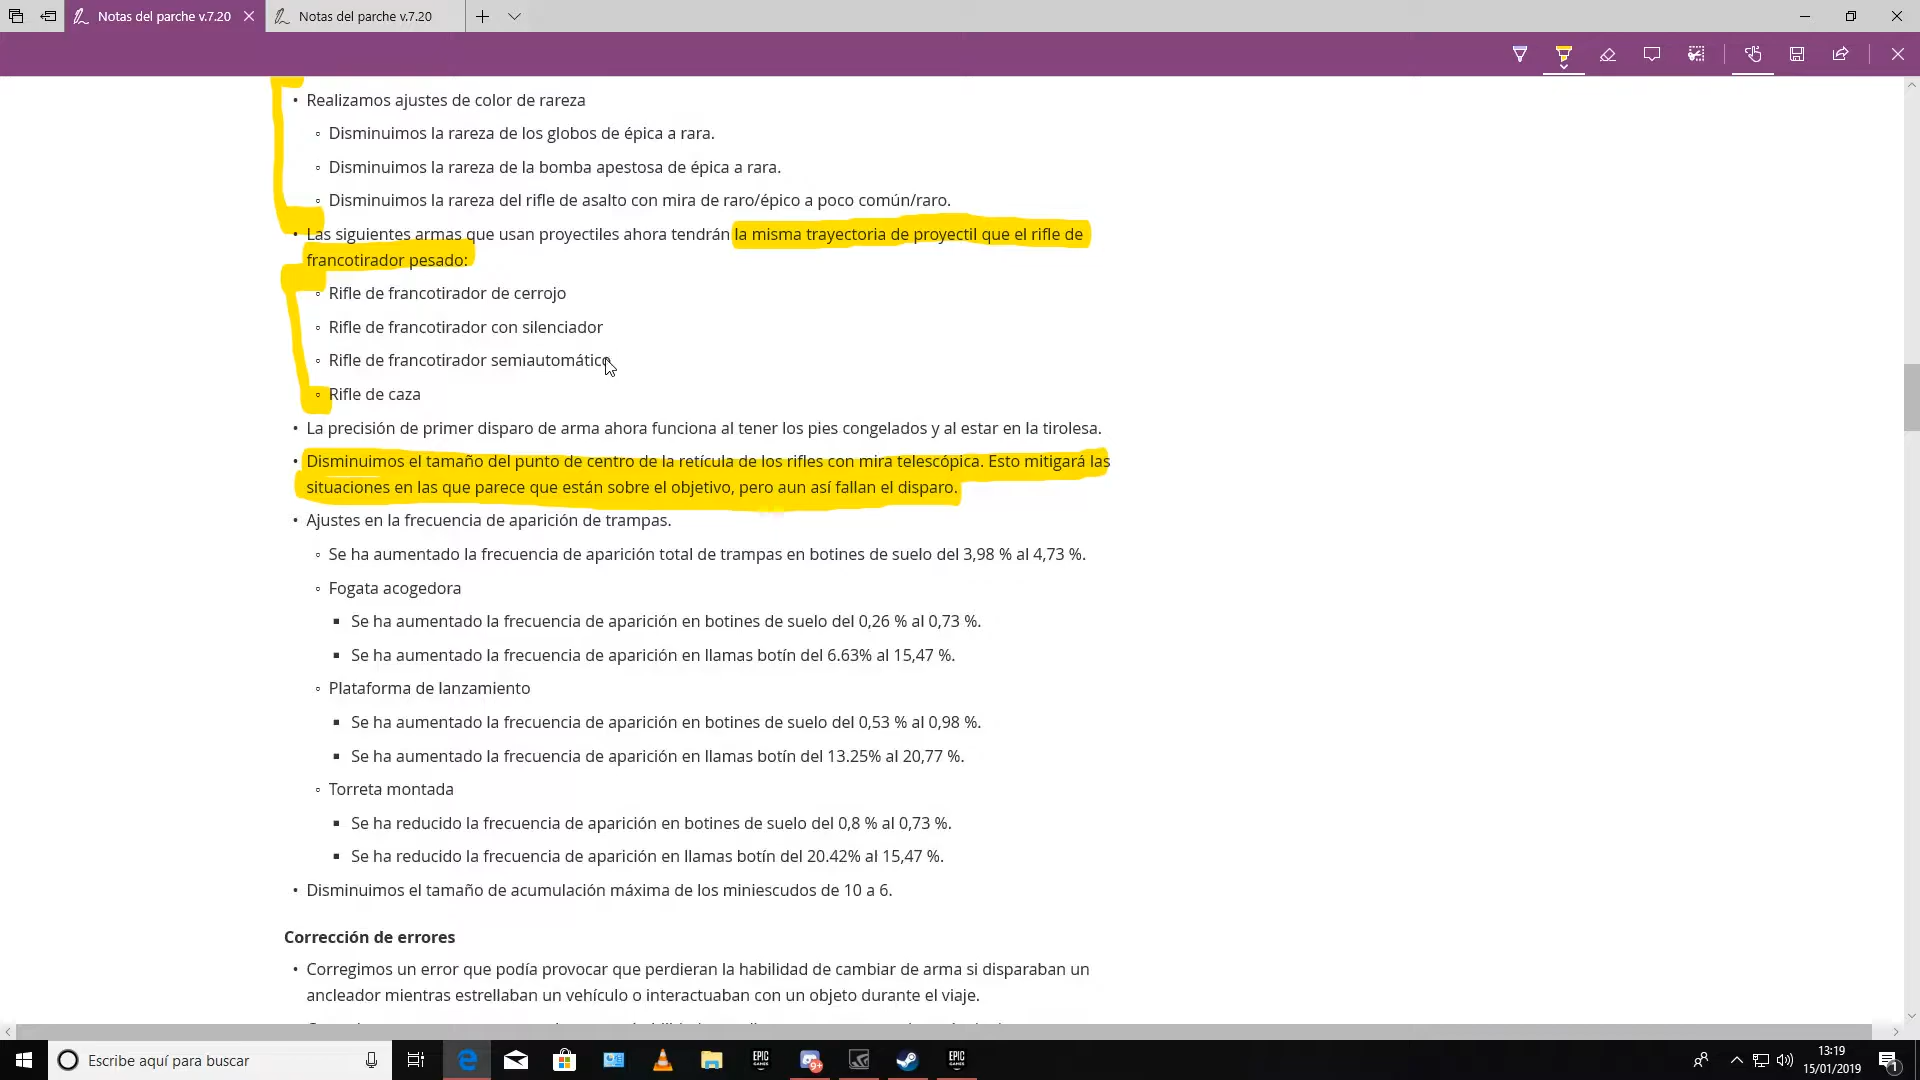 Notas del parche v.7.20
Notas del parche v.7.20
• Realizamos ajustes de color de rareza
◦ Disminuimos la rareza de los globos de épica a rara.
◦ Disminuimos la rareza de la bomba apestosa de épica a rara.
◦ Disminuimos la rareza del rifle de asalto con mira de raro/épico a poco común/raro.
• Las siguientes armas que usan proyectiles ahora tendrán la misma trayectoria de proyectil que el rifle de
francotirador pesado:
◦ Rifle de francotirador de cerrojo
◦ Rifle de francotirador con silenciador
◦ Rifle de francotirador semiautomático
◦ Rifle de caza
• La precisión de primer disparo de arma ahora funciona al tener los pies congelados y al estar en la tirolesa.
• Disminuimos el tamaño del punto de centro de la retícula de los rifles con mira telescópica. Esto mitigará las
situaciones en las que parece que están sobre el objetivo, pero aun así fallan el disparo.
• Ajustes en la frecuencia de aparición de trampas.
◦ Se ha aumentado la frecuencia de aparición total de trampas en botines de suelo del 3,98 % al 4,73 %.
◦ Fogata acogedora
▪ Se ha aumentado la frecuencia de aparición en botines de suelo del 0,26 % al 0,73 %.
▪ Se ha aumentado la frecuencia de aparición en llamas botín del 6.63% al 15,47 %.
◦ Plataforma de lanzamiento
▪ Se ha aumentado la frecuencia de aparición en botines de suelo del 0,53 % al 0,98 %.
▪ Se ha aumentado la frecuencia de aparición en llamas botín del 13.25% al 20,77 %.
◦ Torreta montada
▪ Se ha reducido la frecuencia de aparición en botines de suelo del 0,8 % al 0,73 %.
▪ Se ha reducido la frecuencia de aparición en llamas botín del 20.42% al 15,47 %.
• Disminuimos el tamaño de acumulación máxima de los miniescudos de 10 a 6.
Corrección de errores
• Corregimos un error que podía provocar que perdieran la habilidad de cambiar de arma si disparaban un
ancleador mientras estrellaban un vehículo o interactuaban con un objeto durante el viaje.
Escribe aquí para buscar
EPIC
GAMES
9+
EPIC
GAMES
13:19
15/01/2019
1